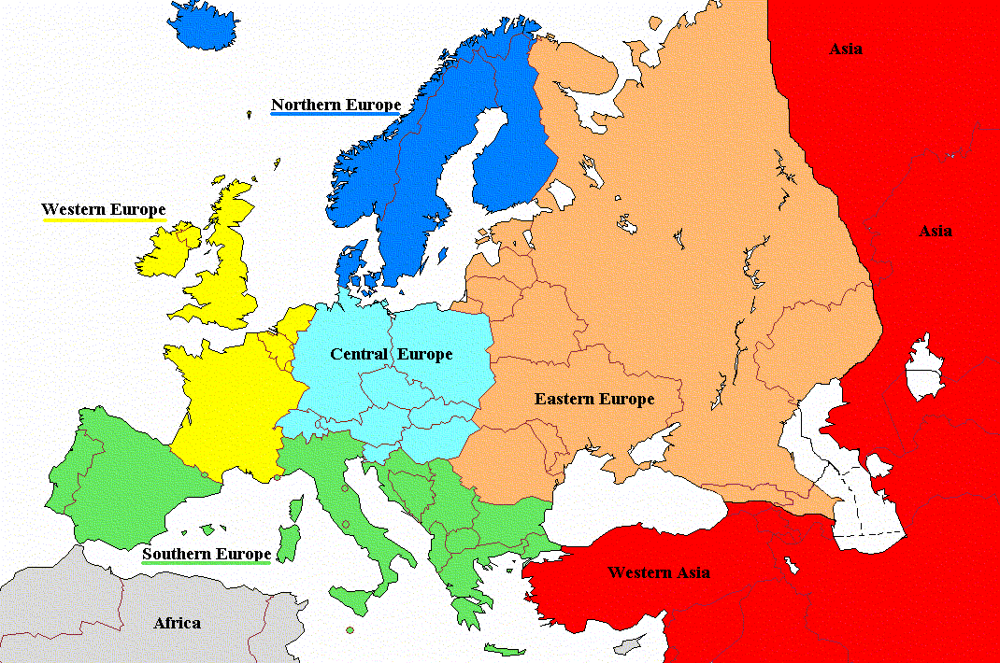 Asia
Northern Europe
Western Europe
Asia
Central Europe
Eastern Europe
Southern Europe
Western Asia
Africa